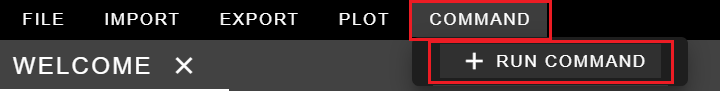 FILE IMPORT EXPORT PLOT COMMAND
WELCOME ×
+ RUN COMMAND